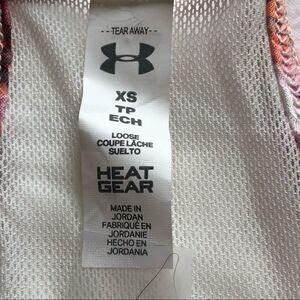 --TEAR AWAY--
XS
TP
ECH
LOOSE
COUPE LÂCHE
SUELTO
HEAT
GEAR
MADE IN
JORDAN
FABRIQUÉ EN
JORDANIE
HECHO EN
JORDANIA